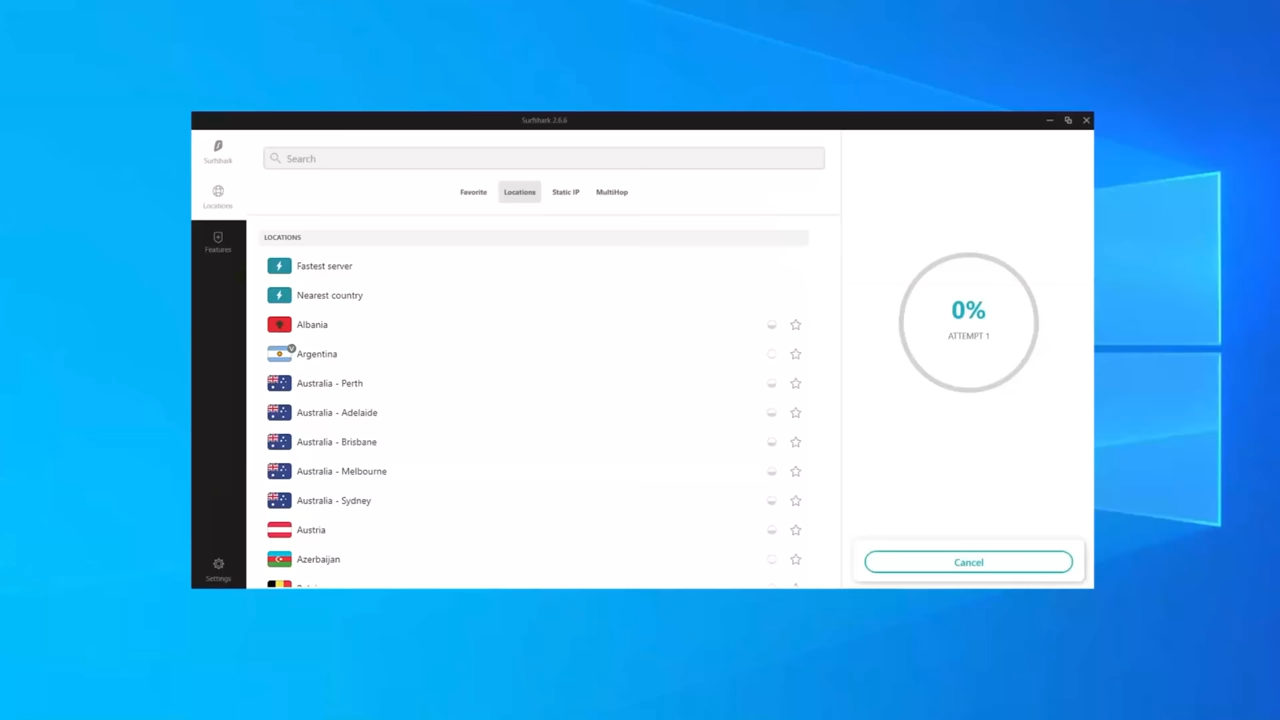 Surfshark 2.6.6
Surfshark
Search
Locations
Favorite Locations Static IP MultiHop
LOCATIONS
Features
Fastest server
Nearest country
Albania
V
Argentina
Australia - Perth
Australia - Adelaide
Australia - Brisbane
Australia - Melbourne
Australia - Sydney
Austria
Azerbaijan
Settings
0%
ATTEMPT 1
Cancel